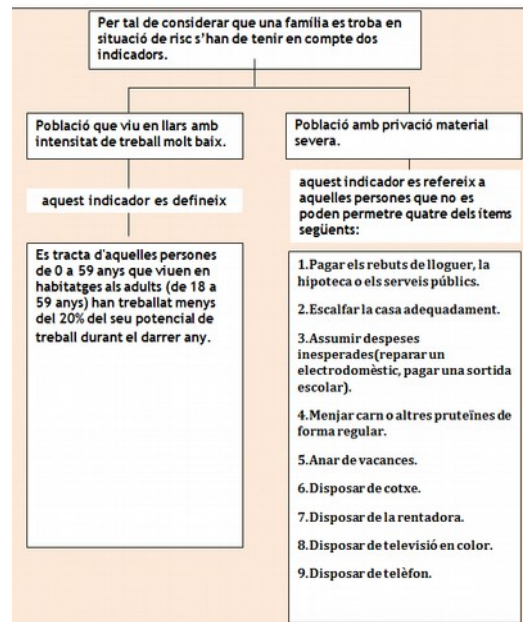 Per tal de considerar que una família es troba en
situació de risc s'han de tenir en compte dos
indicadors.
Població que viu en llars amb
intensitat de treball molt baix.
aquest indicador es defineix
Es tracta d'aquelles persones
de 0 a 59 anys que viuen en
habitatges als adults (de 18 a
59 anys) han treballat menys
del 20% del seu potencial de
treball durant el darrer any.
Població amb privació material
severa.
aquest indicador es refereix a
aquelles persones que no es
poden permetre quatre dels ítems
següents:
1.Pagar els rebuts de lloguer, la
hipoteca o els serveis públics.
2.Escalfar la casa adequadament.
3.Assumir despeses
inesperades(reparar un
electrodomèstic, pagar una sortida
escolar).
4.Menjar carn o altres pruteïnes de
forma regular.
5.Anar de vacances.
6.Disposar de cotxe.
7.Disposar de la rentadora.
8.Disposar de televisió en color.
9.Disposar de telèfon.